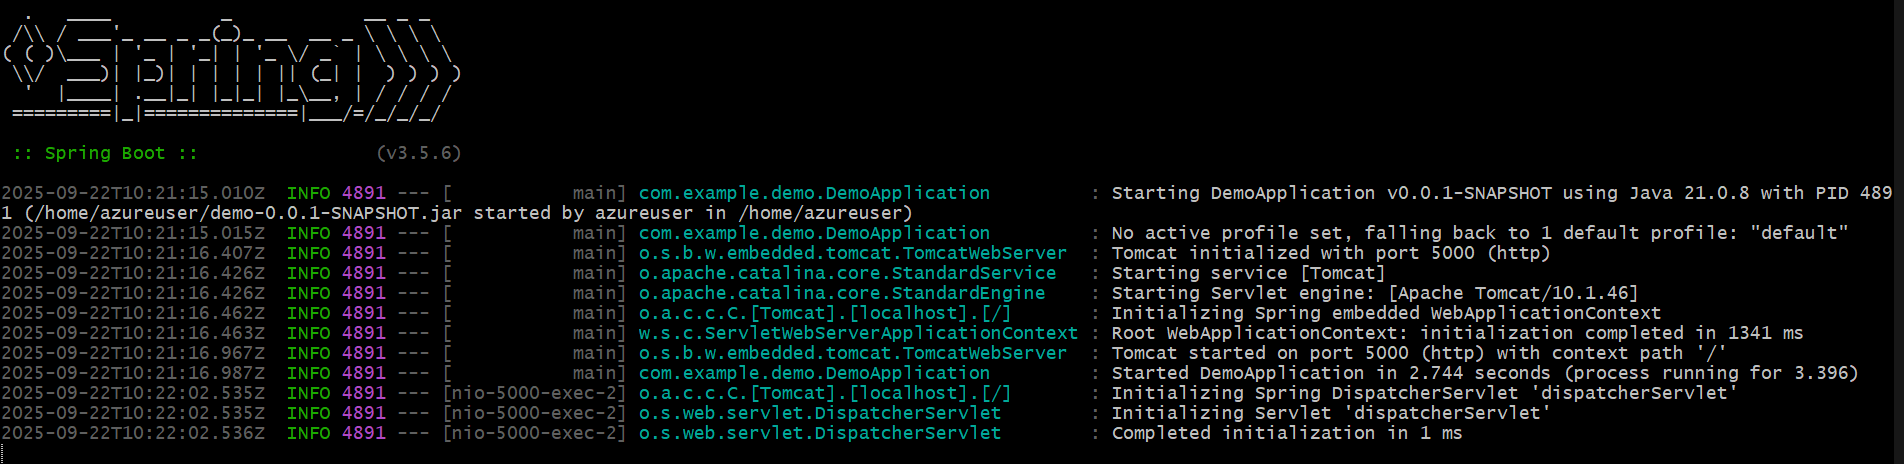 .   ____          _            __ _ _
 /\\ / ___'_ __ _ _(_)_ __  __ _ \ \ \ \
( ( )\___ | '_ | '_| | '_ \/ _` | \ \ \ \
 \\/  ___)| |_)| | | | | || (_| |  ) ) ) )
  '  |____| .__|_| |_|_| |_\__, | / / / /
 =========|_|==============|___/=/_/_/_/

 :: Spring Boot ::                (v3.5.6)

2025-09-22T10:21:15.010Z  INFO 4891 --- [           main] com.example.demo.DemoApplication         : Starting DemoApplication v0.0.1-SNAPSHOT using Java 21.0.8 with PID 489
1 (/home/azureuser/demo-0.0.1-SNAPSHOT.jar started by azureuser in /home/azureuser)
2025-09-22T10:21:15.015Z  INFO 4891 --- [           main] com.example.demo.DemoApplication         : No active profile set, falling back to 1 default profile: "default"
2025-09-22T10:21:16.407Z  INFO 4891 --- [           main] o.s.b.w.embedded.tomcat.TomcatWebServer  : Tomcat initialized with port 5000 (http)
2025-09-22T10:21:16.426Z  INFO 4891 --- [           main] o.apache.catalina.core.StandardService   : Starting service [Tomcat]
2025-09-22T10:21:16.426Z  INFO 4891 --- [           main] o.apache.catalina.core.StandardEngine    : Starting Servlet engine: [Apache Tomcat/10.1.46]
2025-09-22T10:21:16.462Z  INFO 4891 --- [           main] o.a.c.c.C.[Tomcat].[localhost].[/]       : Initializing Spring embedded WebApplicationContext
2025-09-22T10:21:16.463Z  INFO 4891 --- [           main] w.s.c.ServletWebServerApplicationContext : Root WebApplicationContext: initialization completed in 1341 ms
2025-09-22T10:21:16.967Z  INFO 4891 --- [           main] o.s.b.w.embedded.tomcat.TomcatWebServer  : Tomcat started on port 5000 (http) with context path '/'
2025-09-22T10:21:16.987Z  INFO 4891 --- [           main] com.example.demo.DemoApplication         : Started DemoApplication in 2.744 seconds (process running for 3.396)
2025-09-22T10:22:02.535Z  INFO 4891 --- [nio-5000-exec-2] o.a.c.c.C.[Tomcat].[localhost].[/]       : Initializing Spring DispatcherServlet 'dispatcherServlet'
2025-09-22T10:22:02.535Z  INFO 4891 --- [nio-5000-exec-2] o.s.web.servlet.DispatcherServlet        : Initializing Servlet 'dispatcherServlet'
2025-09-22T10:22:02.536Z  INFO 4891 --- [nio-5000-exec-2] o.s.web.servlet.DispatcherServlet        : Completed initialization in 1 ms